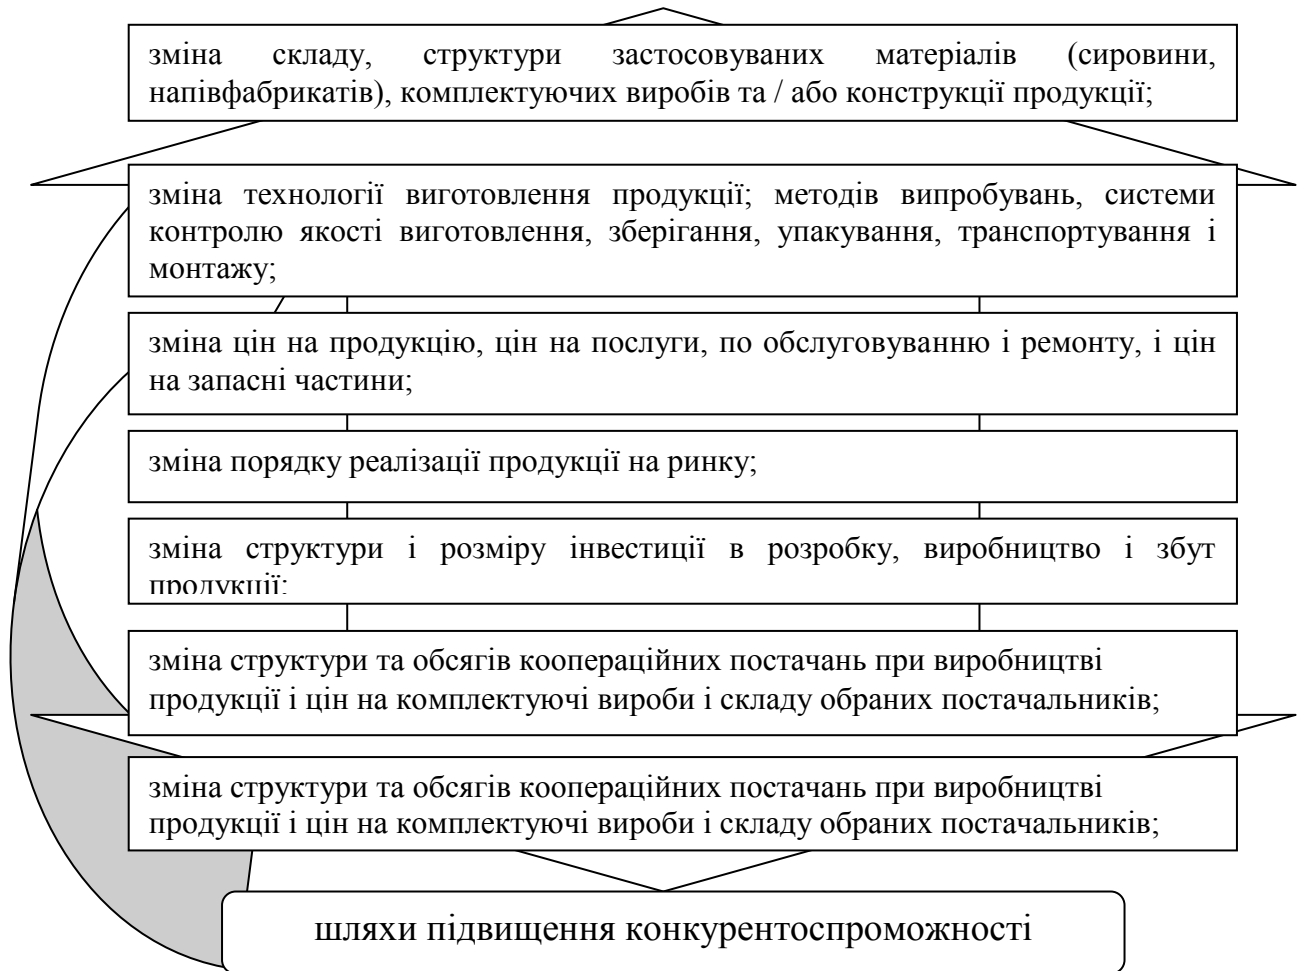 зміна складу, структури застосовуваних матеріалів (сировини,
напівфабрикатів), комплектуючих виробів та / або конструкції продукції;
зміна технології виготовлення продукції; методів випробувань, системи
контролю якості виготовлення, зберігання, упакування, транспортування і
монтажу;
зміна цін на продукцію, цін на послуги, по обслуговуванню і ремонту, і цін
на запасні частини;
зміна порядку реалізації продукції на ринку;
зміна структури і розміру інвестиції в розробку, виробництво і збут
продукції;
зміна структури та обсягів коопераційних постачань при виробництві
продукції і цін на комплектуючі вироби і складу обраних постачальників;
зміна структури та обсягів коопераційних постачань при виробництві
продукції і цін на комплектуючі вироби і складу обраних постачальників;
шляхи підвищення конкурентоспроможності